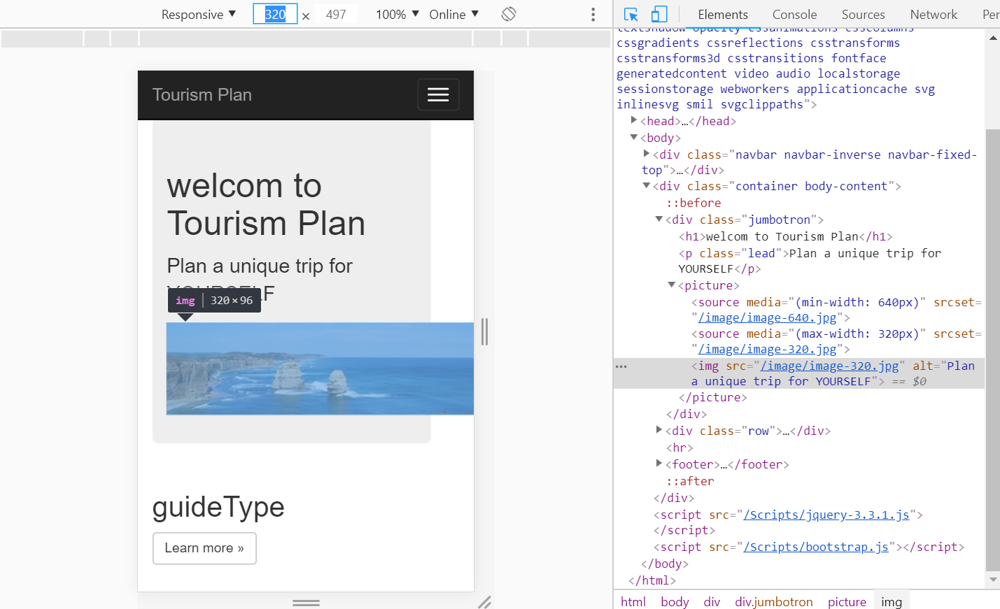 Responsive ▼ 320 × 497 100% ▼ Online ▼
Elements Console Sources Network Per
Tourism Plan
welcom to
Tourism Plan
Plan a unique trip for
YOURSELF
img 320 × 96
guideType
Learn more »
textshadow opacity cssanimations csscolumns
cssgradients cssreflections csstransforms
csstransforms3d csstransitions fontface
generatedcontent video audio localstorage
sessionstorage webworkers applicationcache svg
inlinesvg smil svgclippaths">
<head>…</head>
<body>
<div class="navbar navbar-inverse navbar-fixed-
top">…</div>
<div class="container body-content">
::before
<div class="jumbotron">
<h1>welcom to Tourism Plan</h1>
<p class="lead">Plan a unique trip for
YOURSELF</p>
<picture>
<source media="(min-width: 640px)" srcset=
"/image/image-640.jpg">
<source media="(max-width: 320px)" srcset=
"/image/image-320.jpg">
<img src="/image/image-320.jpg" alt="Plan
a unique trip for YOURSELF"> == $0
</picture>
</div>
<div class="row">…</div>
<hr>
<footer>…</footer>
::after
</div>
<script src="/Scripts/jquery-3.3.1.js">
</script>
<script src="/Scripts/bootstrap.js"></script>
</body>
</html>
html body div div.jumbotron picture img